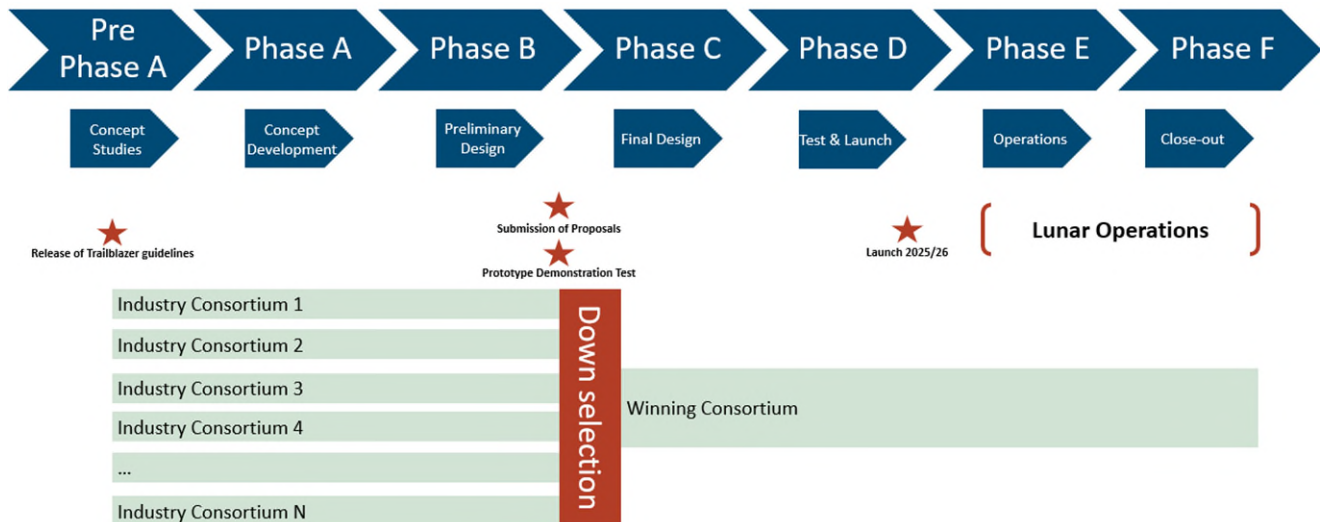 Pre
Phase A
Phase A
Phase B
Phase C
Phase D
Phase E
Phase F
Concept
Studies
Concept
Development
Preliminary
Design
Final Design
Test & Launch
Operations
Close-out
Release of Trailblazer guidelines
Submission of Proposals
Prototype Demonstration Test
Launch 2025/26
Lunar Operations
Industry Consortium 1
Industry Consortium 2
Industry Consortium 3
Industry Consortium 4
...
Industry Consortium N
Down selection
Winning Consortium